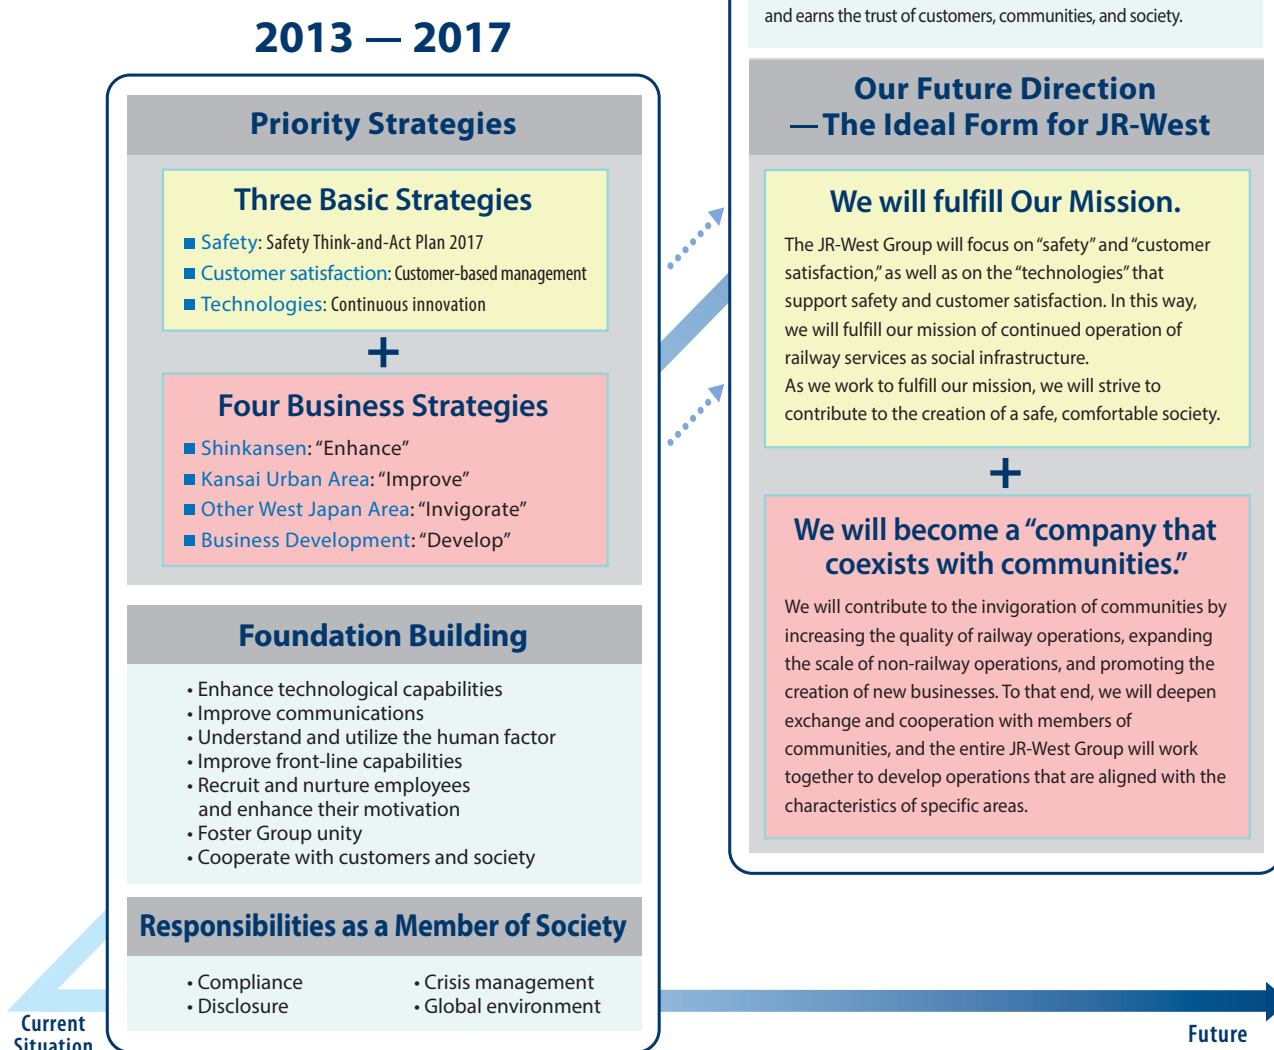 2013 — 2017
Priority Strategies
Three Basic Strategies
■ Safety: Safety Think-and-Act Plan 2017
■ Customer satisfaction: Customer-based management
■ Technologies: Continuous innovation
+
Four Business Strategies
■ Shinkansen: “Enhance”
■ Kansai Urban Area: “Improve”
■ Other West Japan Area: “Invigorate”
■ Business Development: “Develop”
Foundation Building
• Enhance technological capabilities
• Improve communications
• Understand and utilize the human factor
• Improve front-line capabilities
• Recruit and nurture employees
and enhance their motivation
• Foster Group unity
• Cooperate with customers and society
Responsibilities as a Member of Society
• Compliance
• Disclosure
• Crisis management
• Global environment
and earns the trust of customers, communities, and society.
Our Future Direction
—The Ideal Form for JR-West
We will fulfill Our Mission.
The JR-West Group will focus on “safety” and “customer
satisfaction,” as well as on the “technologies” that
support safety and customer satisfaction. In this way,
we will fulfill our mission of continued operation of
railway services as social infrastructure.
As we work to fulfill our mission, we will strive to
contribute to the creation of a safe, comfortable society.
+
We will become a “company that
coexists with communities.”
We will contribute to the invigoration of communities by
increasing the quality of railway operations, expanding
the scale of non-railway operations, and promoting the
creation of new businesses. To that end, we will deepen
exchange and cooperation with members of
communities, and the entire JR-West Group will work
together to develop operations that are aligned with the
characteristics of specific areas.
Current
Situation
Future